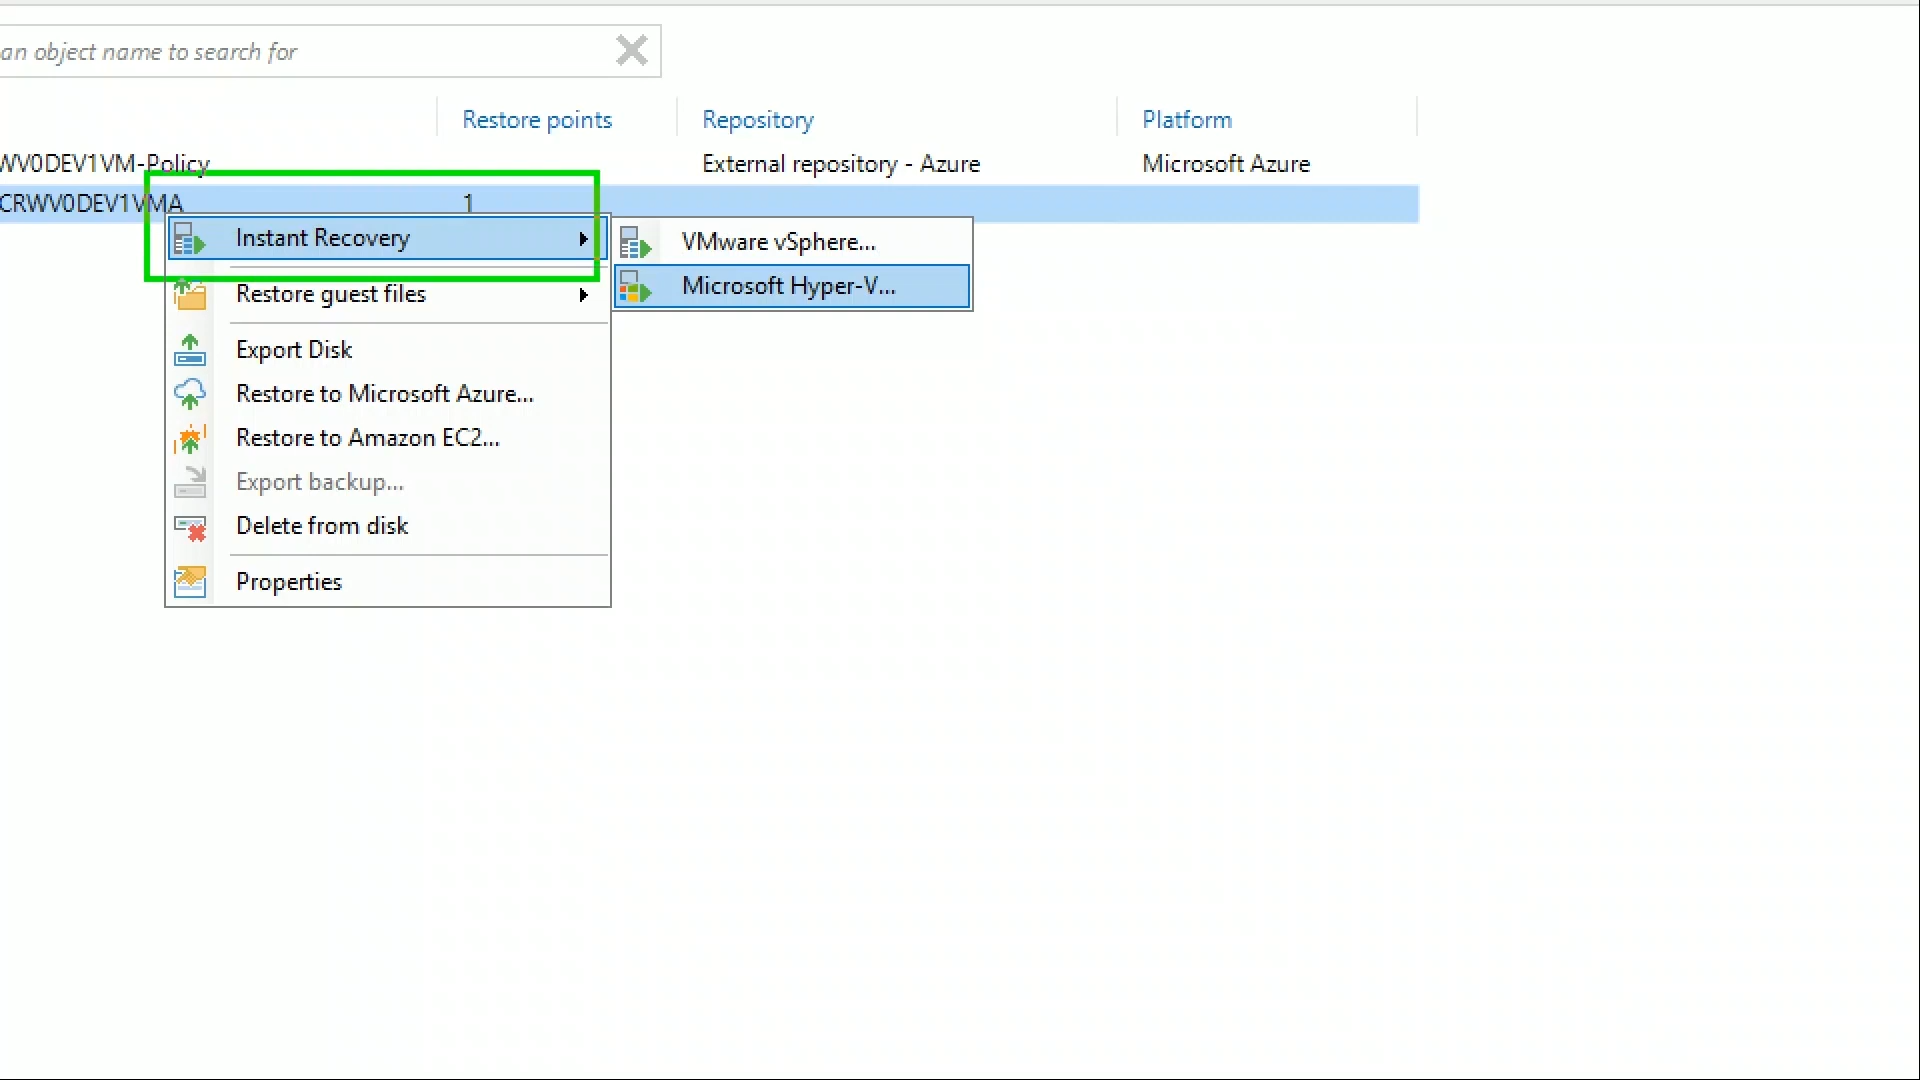 an object name to search for
Restore points Repository Platform
WV0DEV1VM-Policy External repository - Azure Microsoft Azure
CRWV0DEV1VMA 1
Instant Recovery
VMware vSphere...
Microsoft Hyper-V...
Restore guest files
Export Disk
Restore to Microsoft Azure...
Restore to Amazon EC2...
Export backup...
Delete from disk
Properties